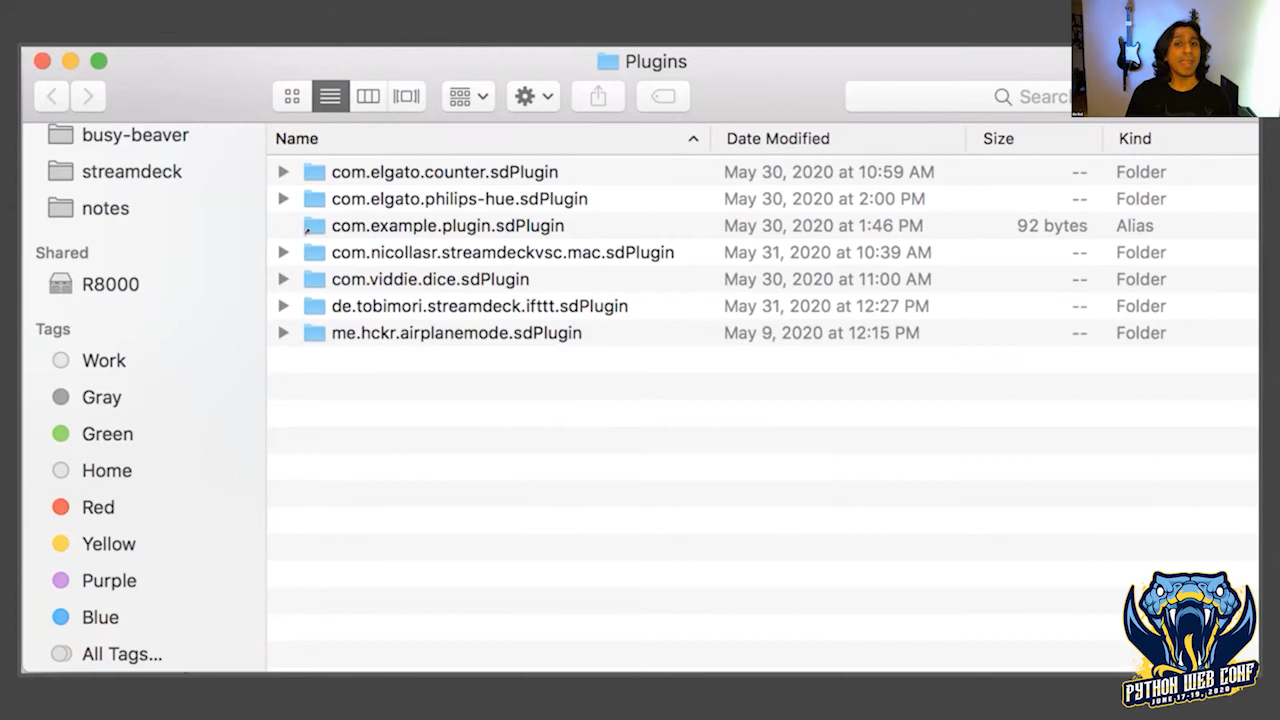 Plugins
Search
busy-beaver
streamdeck
notes
Shared
R8000
Tags
Work
Gray
Green
Home
Red
Yellow
Purple
Blue
All Tags...
Name Date Modified Size Kind
com.elgato.counter.sdPlugin May 30, 2020 at 10:59 AM -- Folder
com.elgato.philips-hue.sdPlugin May 30, 2020 at 2:00 PM -- Folder
com.example.plugin.sdPlugin May 30, 2020 at 1:46 PM 92 bytes Alias
com.nicollasr.streamdeckvsc.mac.sdPlugin May 31, 2020 at 10:39 AM -- Folder
com.viddie.dice.sdPlugin May 30, 2020 at 11:00 AM -- Folder
de.tobimori.streamdeck.ifttt.sdPlugin May 31, 2020 at 12:27 PM -- Folder
me.hckr.airplanemode.sdPlugin May 9, 2020 at 12:15 PM -- Folder
PYTHON WEB CONF
JUNE 17-19, 2020